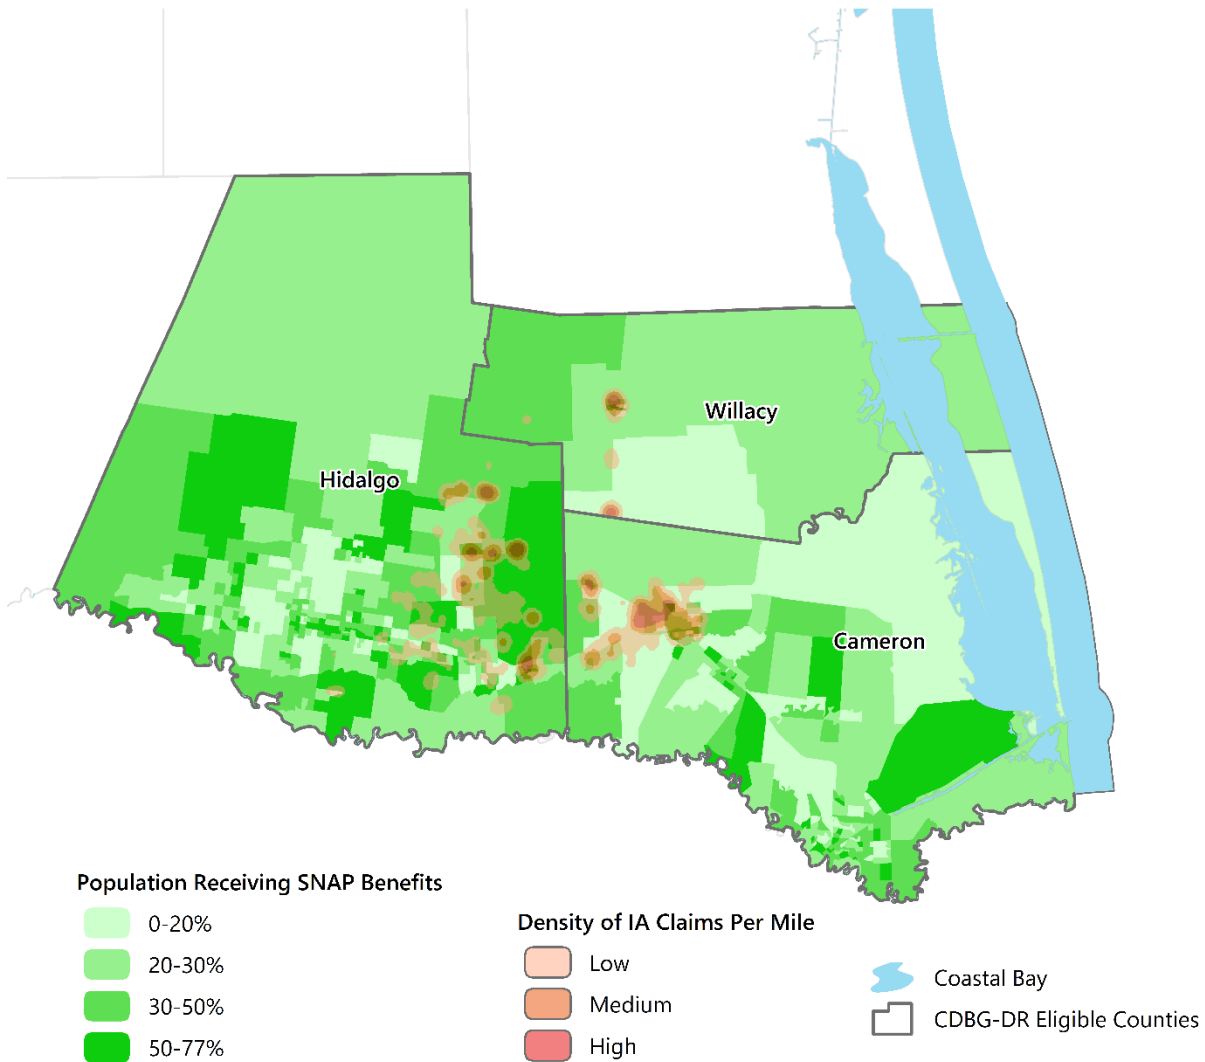 Willacy
Hidalgo
Cameron
Population Receiving SNAP Benefits
0-20%
20-30%
30-50%
50-77%
Density of IA Claims Per Mile
Low
Medium
High
Coastal Bay
CDBG-DR Eligible Counties